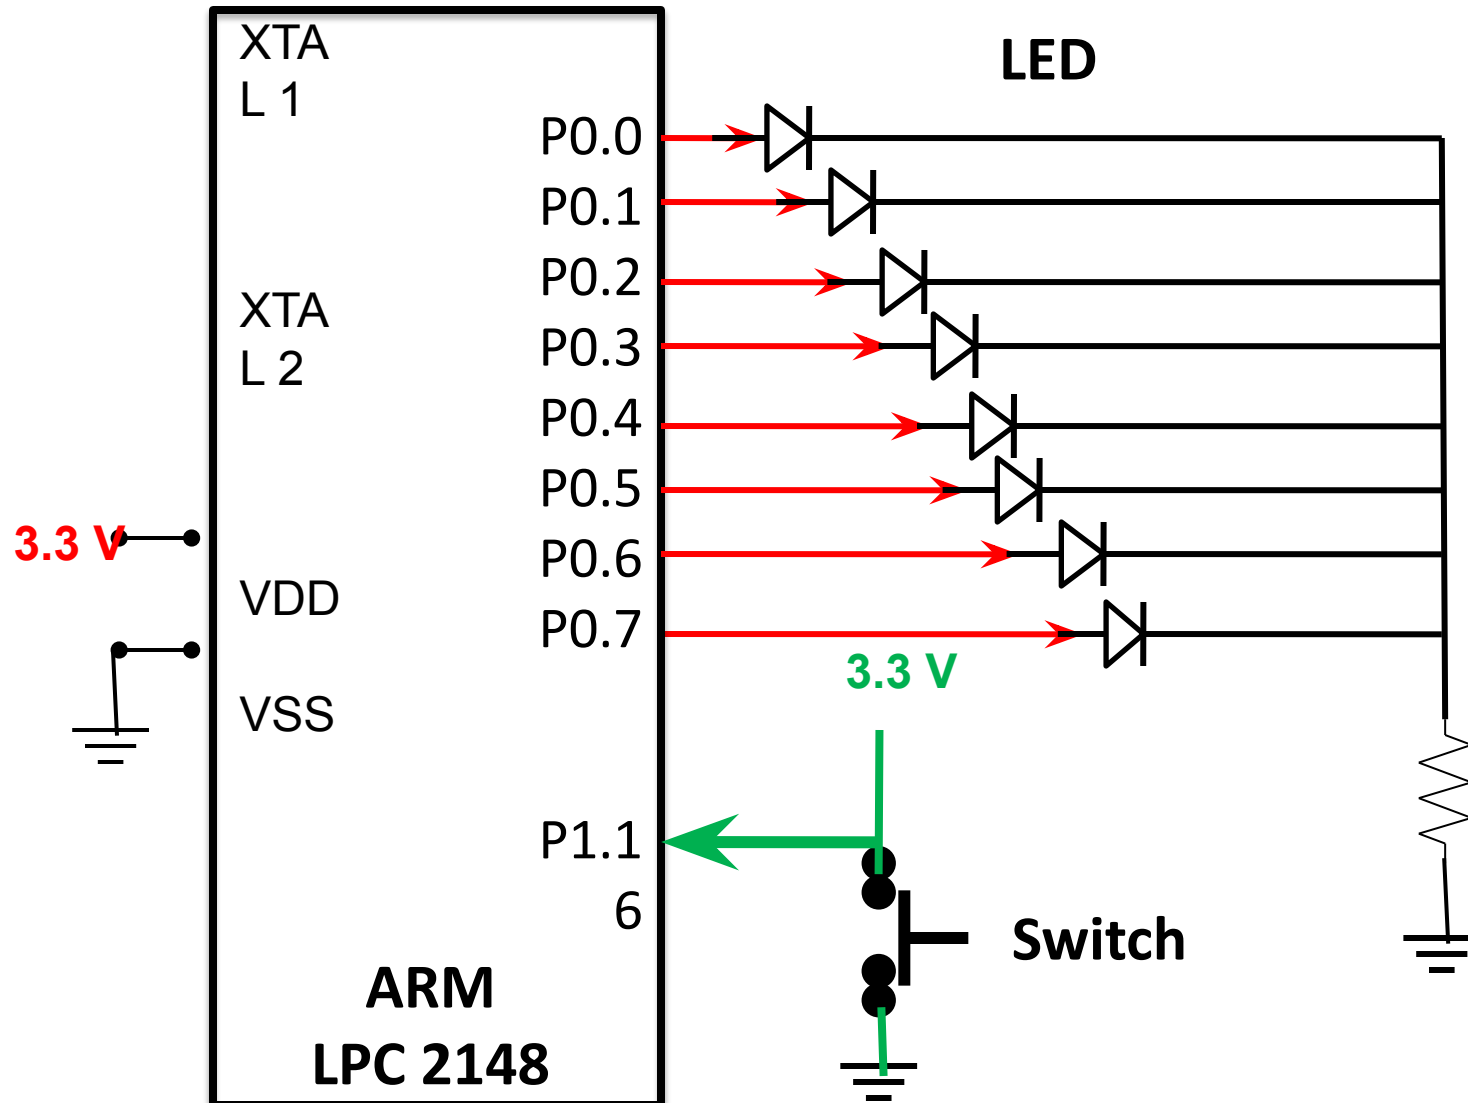 XTA
L 1
LED
P0.0
P0.1
P0.2
XTA
L 2
P0.3
P0.4
P0.5
3.3 V
P0.6
VDD
P0.7
3.3 V
VSS
P1.1
6
Switch
ARM
LPC 2148